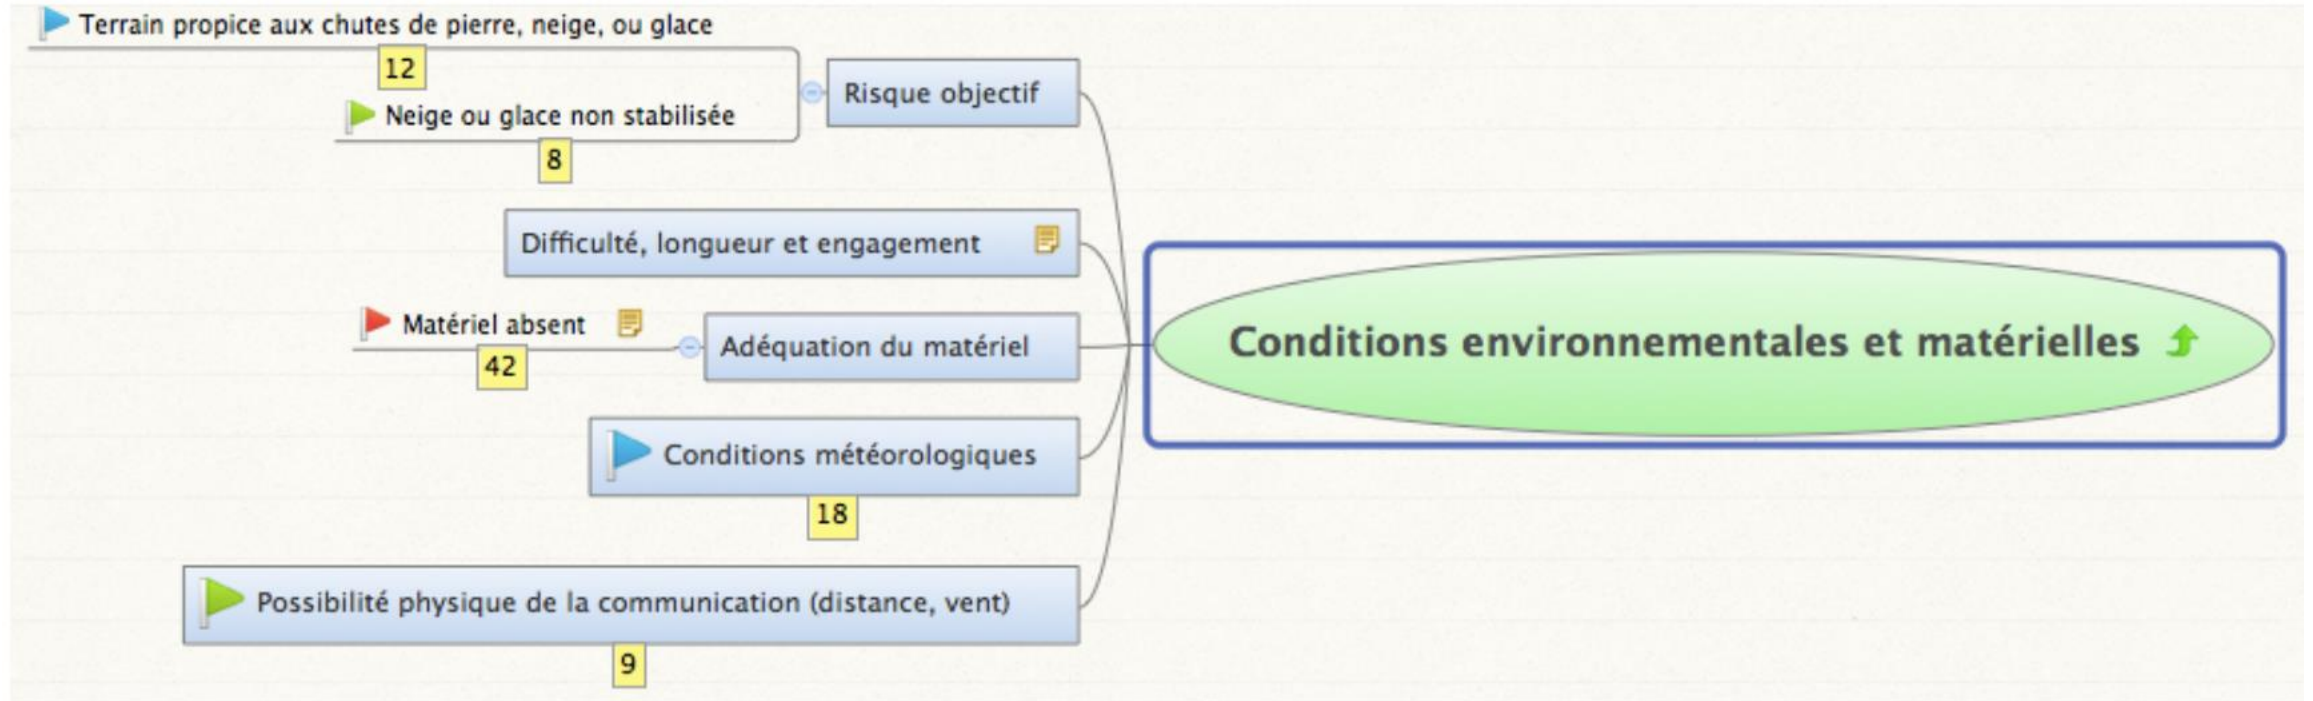 Terrain propice aux chutes de pierre, neige, ou glace
12
Neige ou glace non stabilisée
8
Risque objectif
Difficulté, longueur et engagement
Matériel absent
42
Adéquation du matériel
Conditions météorologiques
18
Possibilité physique de la communication (distance, vent)
9
Conditions environnementales et matérielles